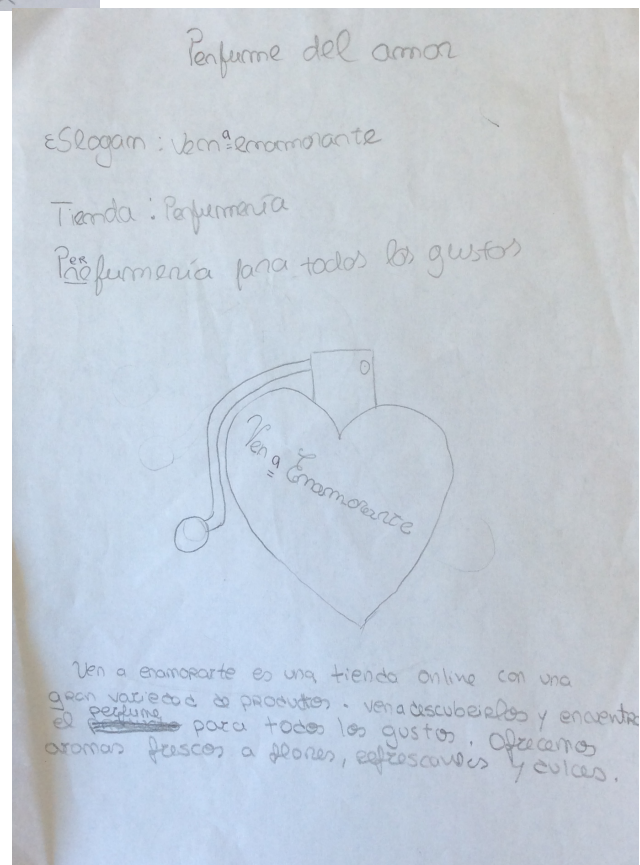 Perfume del amor
ESlogam : Ven a enamorarte
Tienda : Perfumería
Perfumería para todos los gustos
Ven a Enamorarte
Ven a enamorarte es una tienda online con una
gran variedad de productos. ven a descubrirlos y encuentra
el perfume para todos los gustos. Ofrecemos
aromas frescos a flores, refrescantes y dulces.